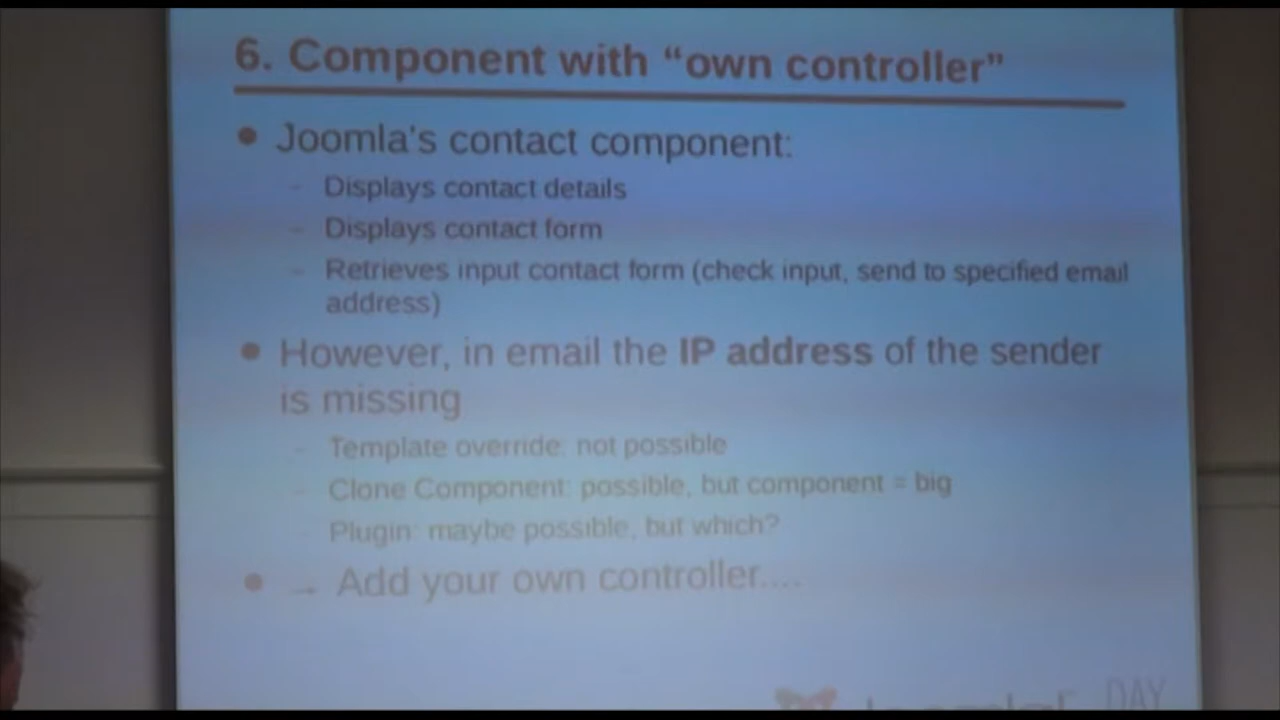 6. Component with “own controller”
• Joomla's contact component:
– Displays contact details
– Displays contact form
– Retrieves input contact form (check input, send to specified email
address)
• However, in email the IP address of the sender
is missing
– Template override: not possible
– Clone Component: possible, but component = big
– Plugin: maybe possible, but which?
• → Add your own controller....
Joomla! DAY